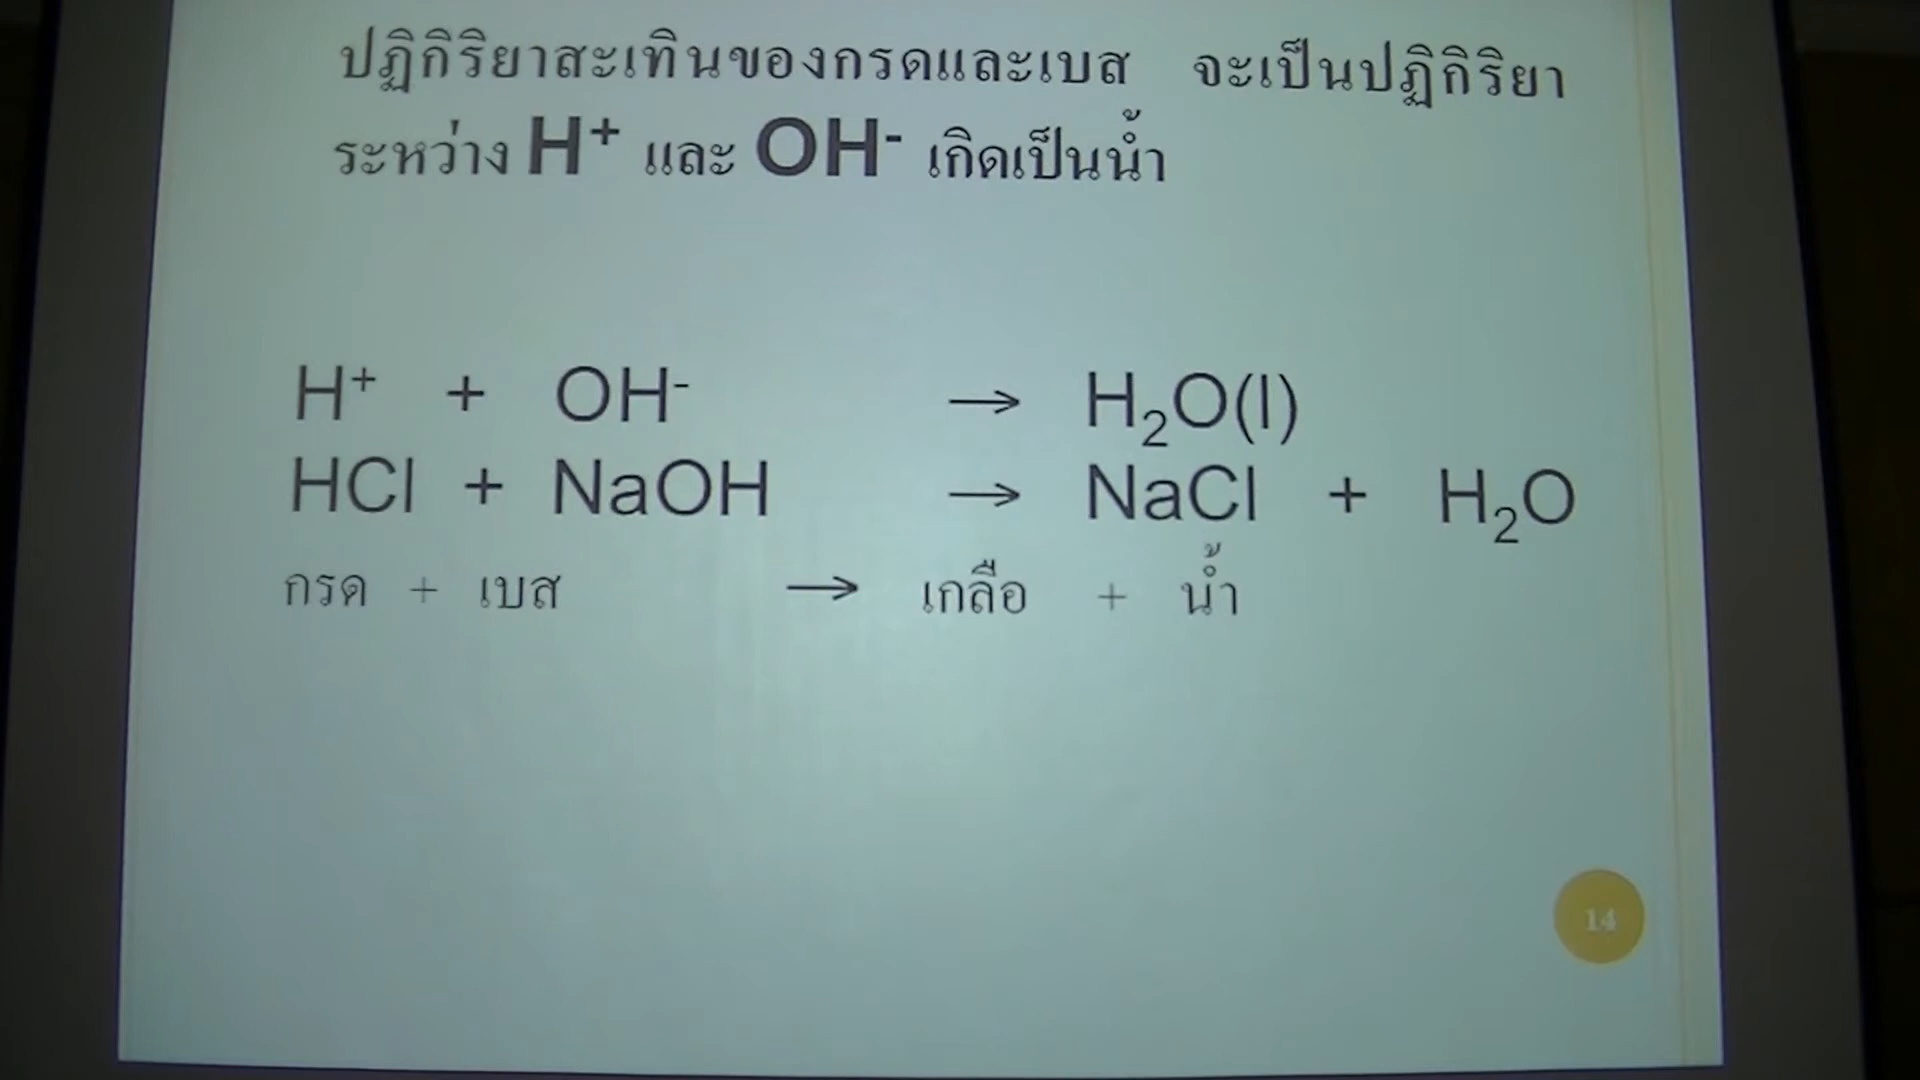 ปฏิกิริยาสะเทินของกรดและเบส จะเป็นปฏิกิริยา
ระหว่าง H⁺ และ OH⁻ เกิดเป็นน้ำ
H⁺ + OH⁻ → H₂O(l)
HCl + NaOH → NaCl + H₂O
กรด + เบส → เกลือ + น้ำ
14